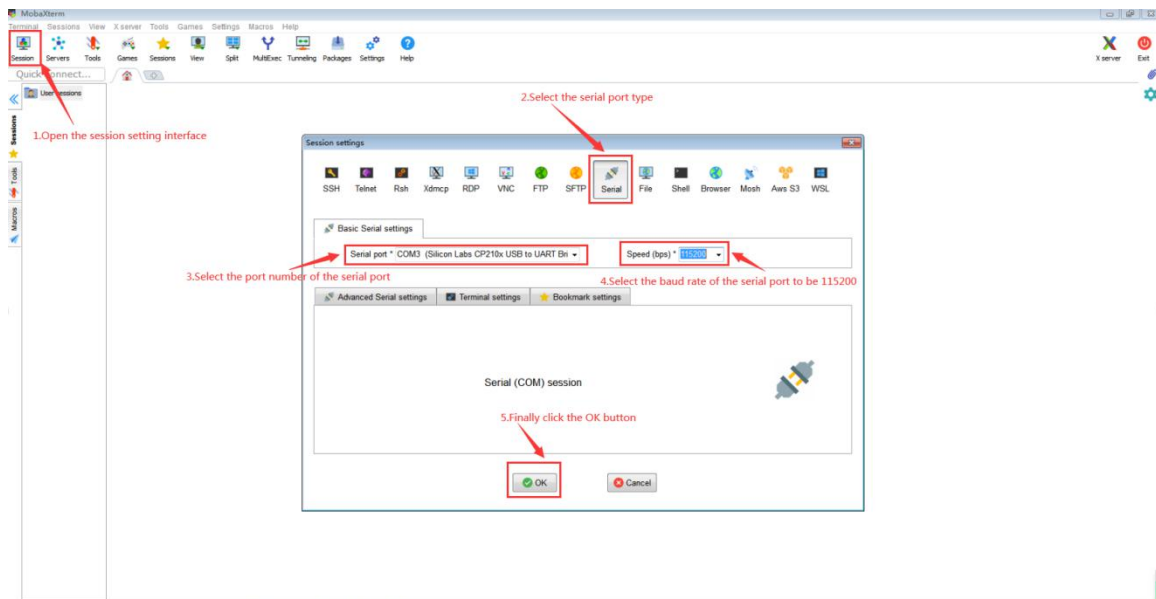 MobaXterm
Terminal Sessions View X server Tools Games Settings Macros Help
Session Servers Tools Games Sessions View Split MultiExec Tunneling Packages Settings Help X server Exit
Quick connect...
User sessions
Sessions
Tools
Macros
1.Open the session setting interface
2.Select the serial port type
Session settings
SSH Telnet Rsh Xdmcp RDP VNC FTP SFTP Serial File Shell Browser Mosh Aws S3 WSL
Basic Serial settings
Serial port * COM3 (Silicon Labs CP210x USB to UART Bri Speed (bps) * 115200
3.Select the port number of the serial port
4.Select the baud rate of the serial port to be 115200
Advanced Serial settings Terminal settings Bookmark settings
Serial (COM) session
5.Finally click the OK button
OK Cancel